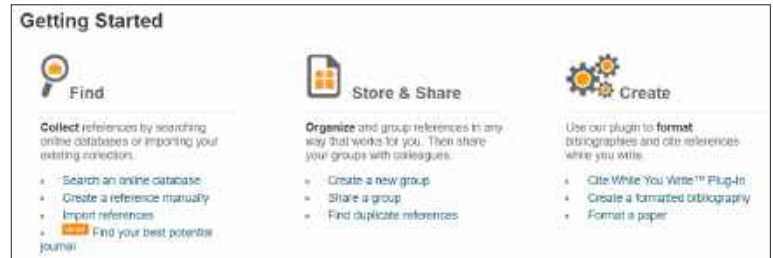 Getting Started
Find
Collect references by searching
online databases or importing your
existing collection.
Search an online database
Create a reference manually
Import references
Find your best potential
journal
Store & Share
Organize and group references in any
way that works for you. Then share
your groups with colleagues.
Create a new group
Share a group
Find duplicate references
Create
Use our plugin to format
bibliographies and cite references
while you write.
Cite While You Write™ Plug-In
Create a formatted bibliography
Format a paper